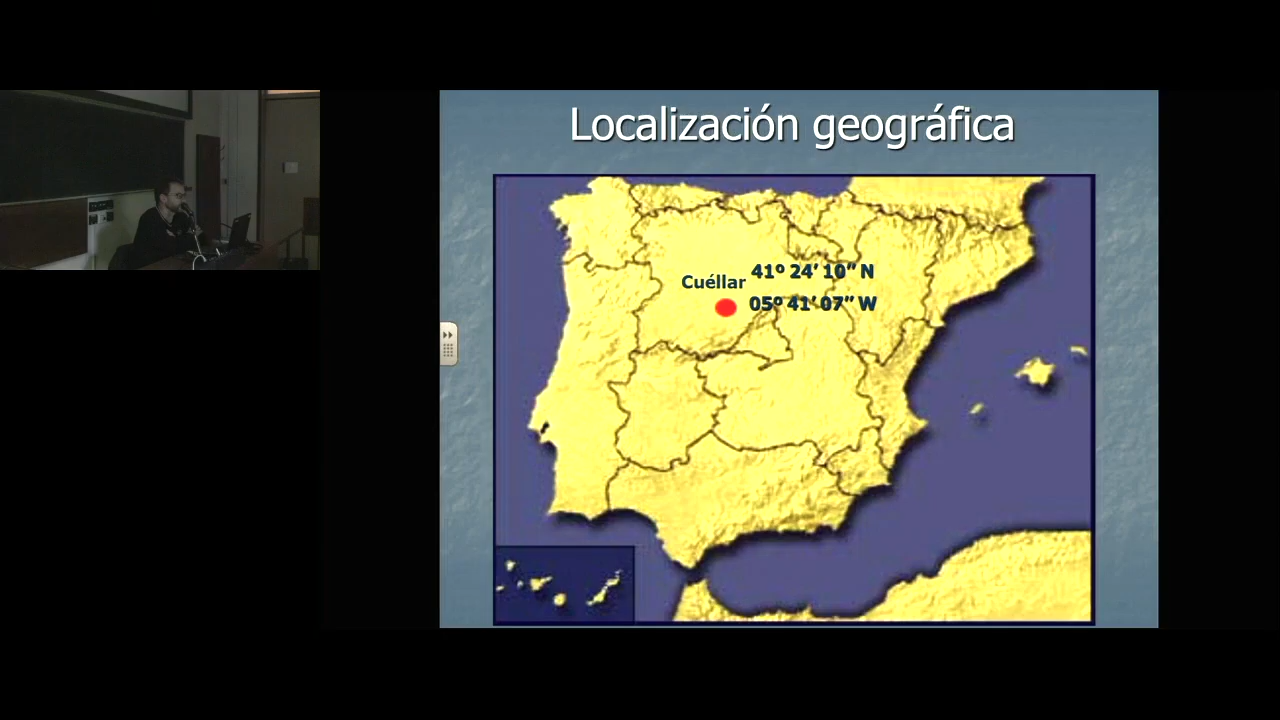 Localización geográfica
Cuéllar
41º 24’ 10” N
05º 41’ 07” W